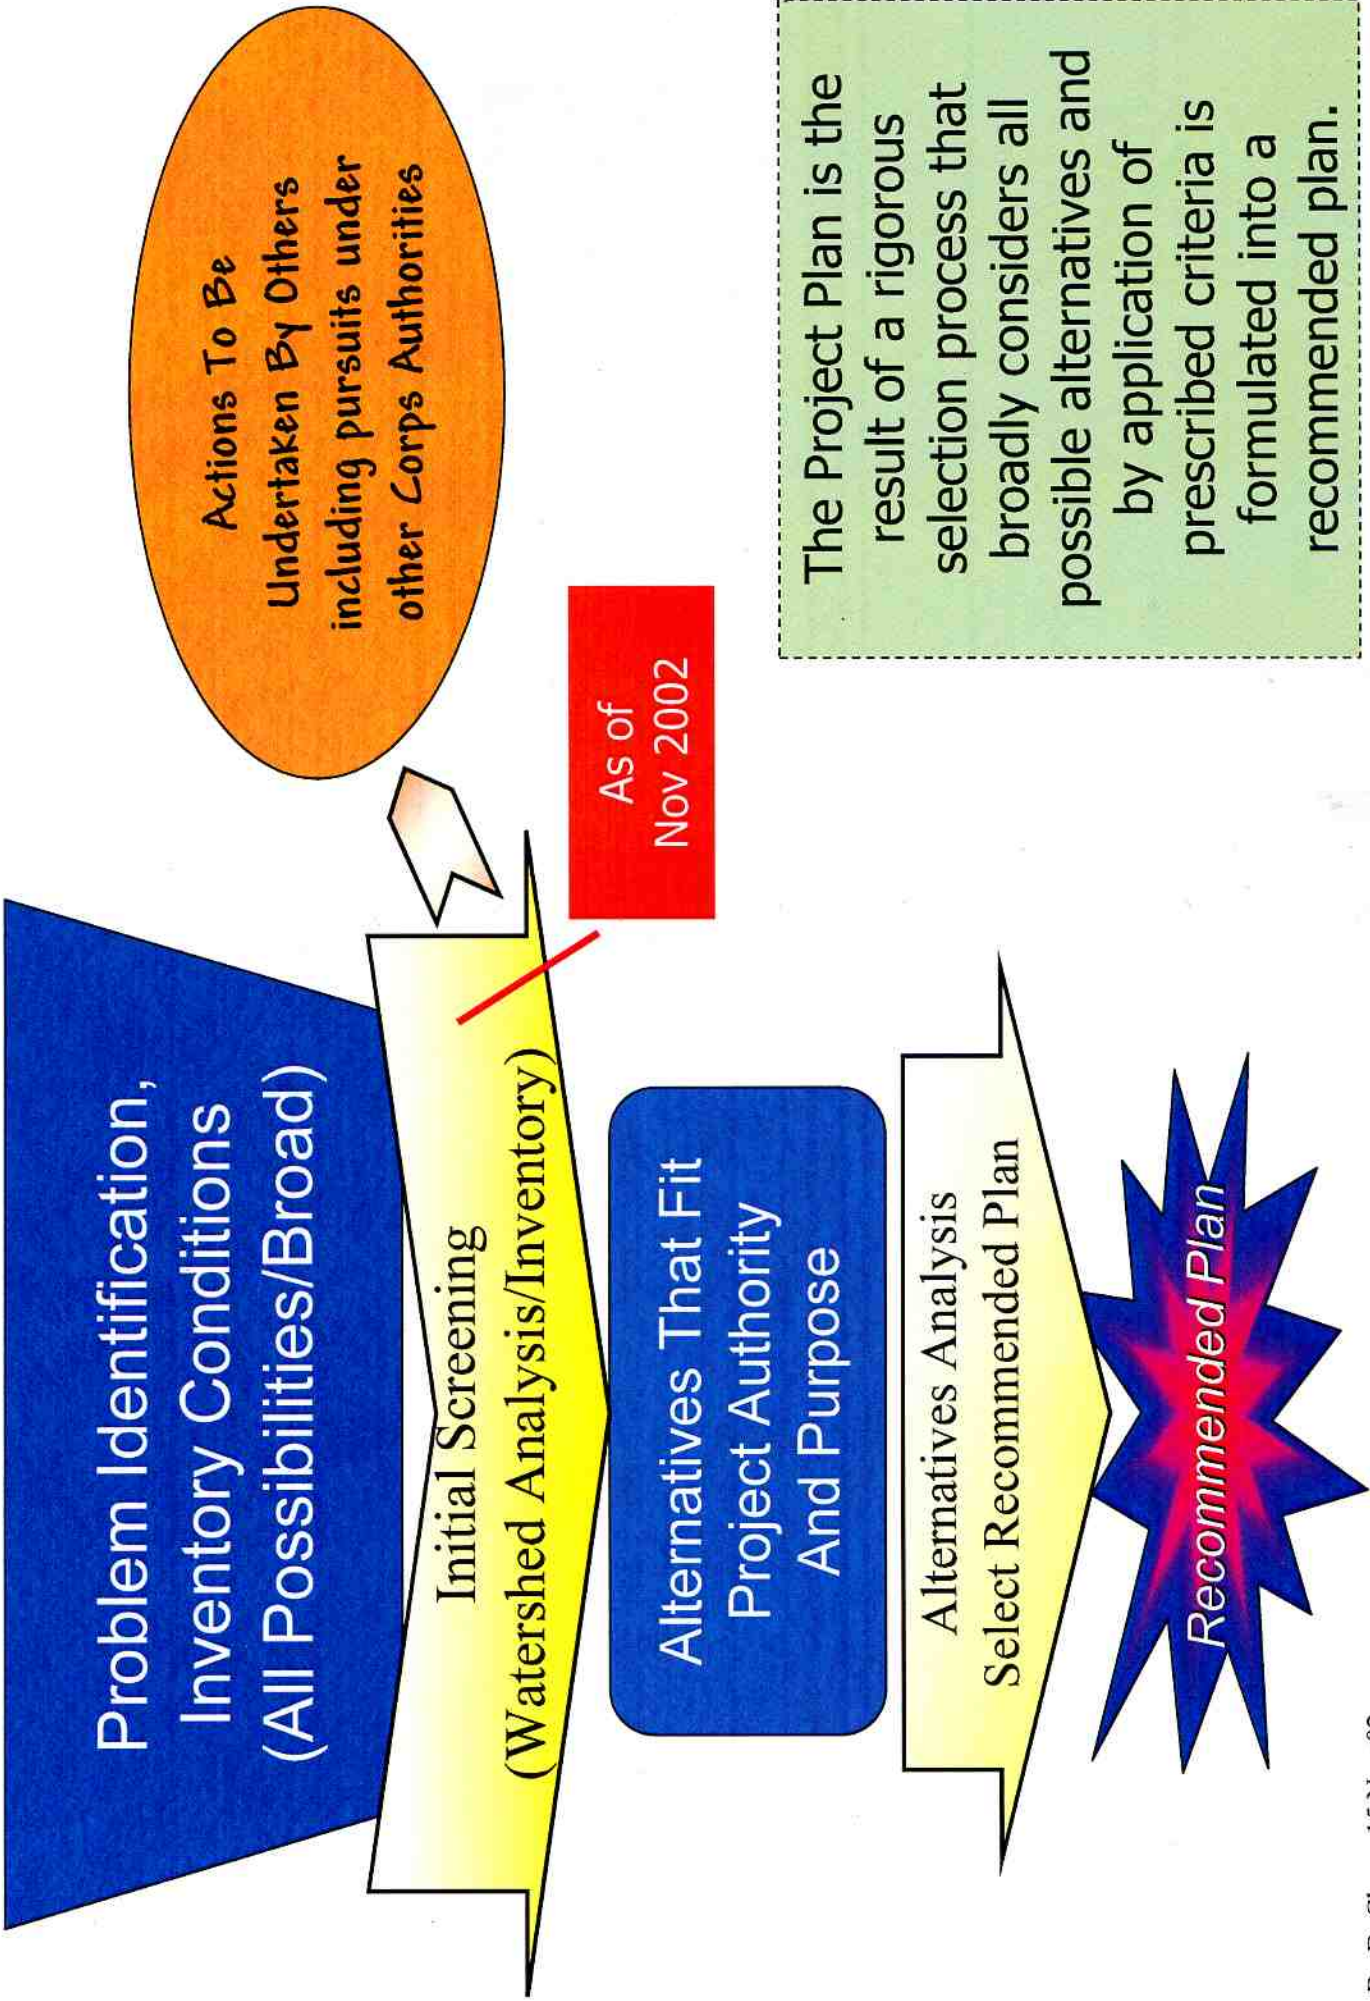 Problem Identification,
Inventory Conditions
(All Possibilities/Broad)
Actions To Be
Undertaken By Others
including pursuits under
other Corps Authorities
Initial Screening
(Watershed Analysis/Inventory)
As of
Nov 2002
Alternatives That Fit
Project Authority
And Purpose
The Project Plan is the
result of a rigorous
selection process that
broadly considers all
possible alternatives and
by application of
prescribed criteria is
formulated into a
recommended plan.
Alternatives Analysis
Select Recommended Plan
Recommended Plan